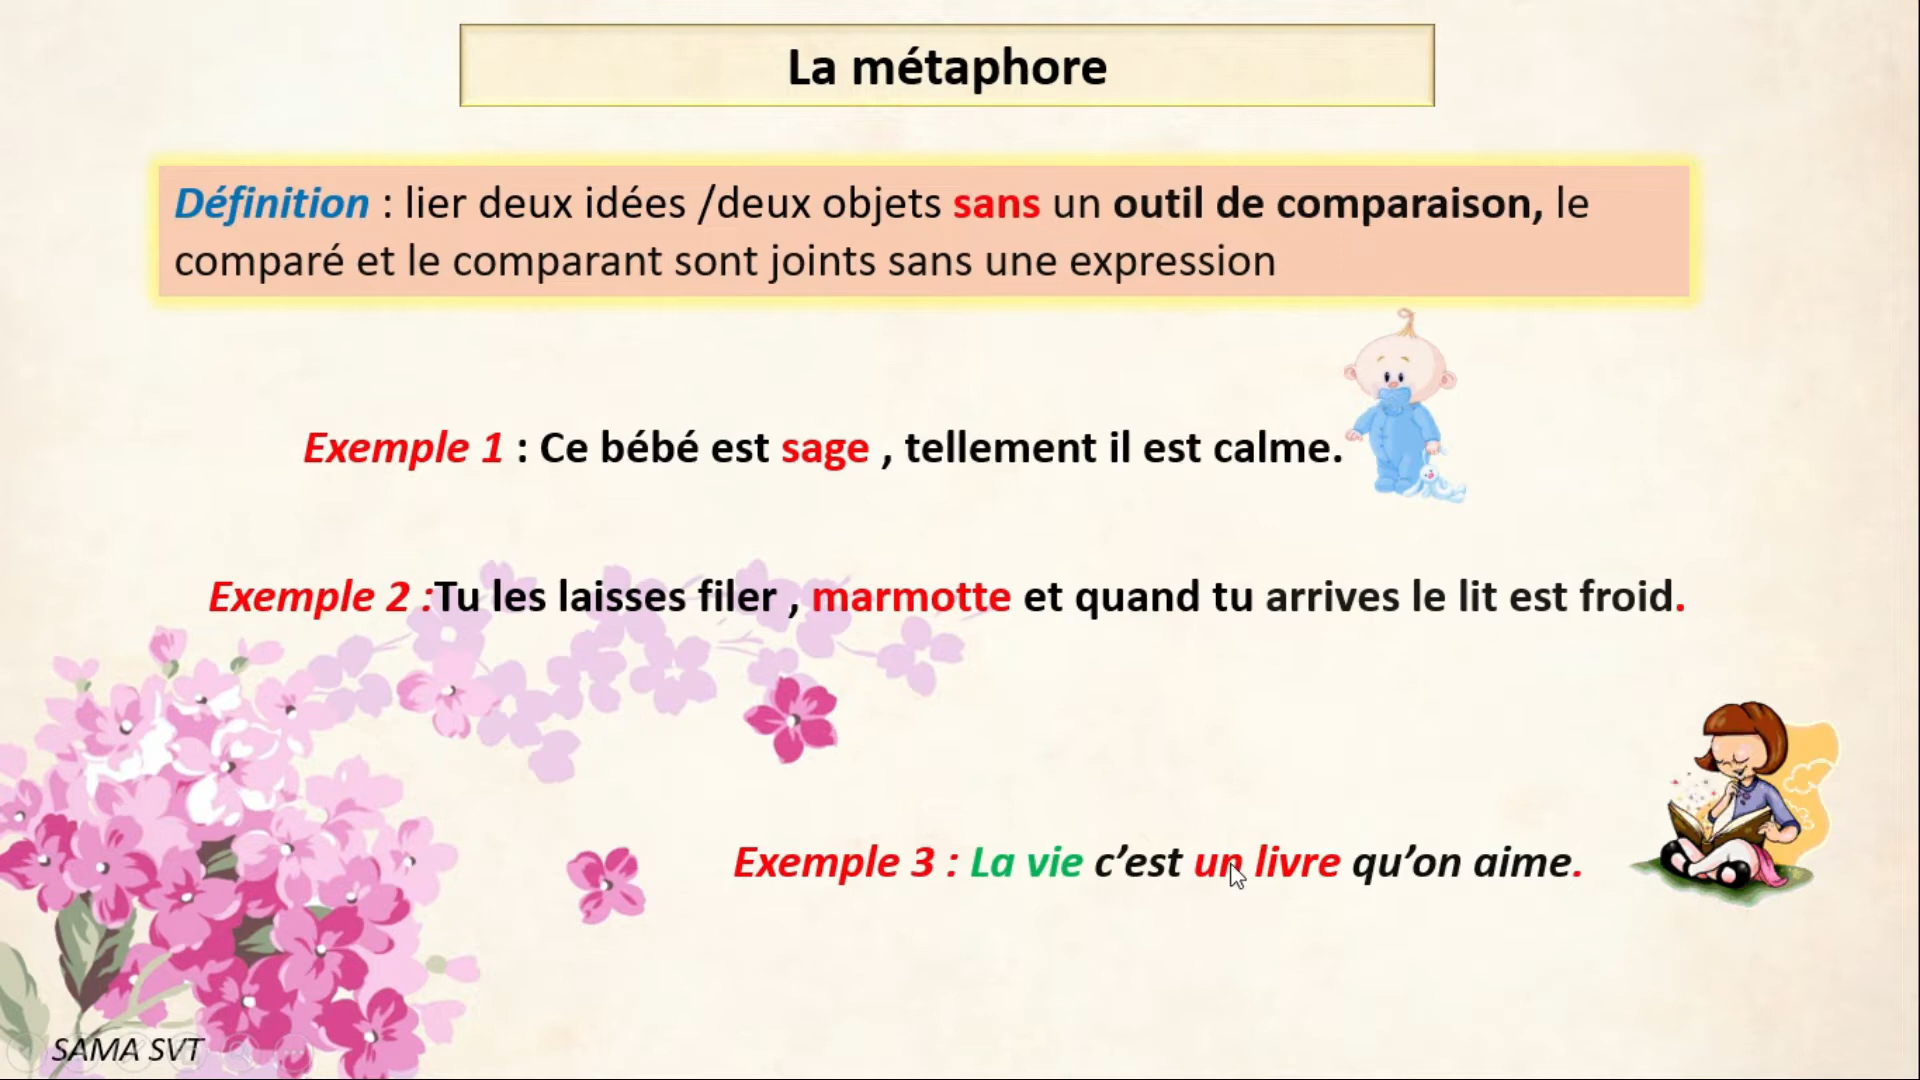 La métaphore
Définition : lier deux idées /deux objets sans un outil de comparaison, le
comparé et le comparant sont joints sans une expression
Exemple 1 : Ce bébé est sage , tellement il est calme.
Exemple 2 :Tu les laisses filer , marmotte et quand tu arrives le lit est froid.
Exemple 3 : La vie c’est un livre qu’on aime.
SAMA SVT